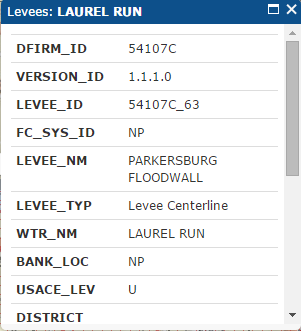 Levees: LAUREL RUN
DFIRM_ID 54107C
VERSION_ID 1.1.1.0
LEVEE_ID 54107C_63
FC_SYS_ID NP
LEVEE_NM PARKERSBURG
FLOODWALL
LEVEE_TYP Levee Centerline
WTR_NM LAUREL RUN
BANK_LOC NP
USACE_LEV U
DISTRICT